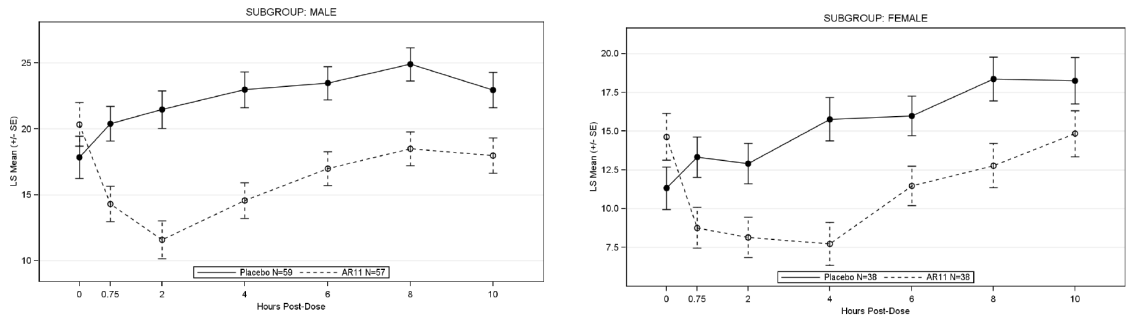 SUBGROUP: MALE
25
20
15
10
LS Mean (+/- SE)
Placebo N=59 AR11 N=57
0 0.75 2 4 6 8 10
Hours Post-Dose
SUBGROUP: FEMALE
20.0
17.5
15.0
12.5
10.0
7.5
LS Mean (+/- SE)
Placebo N=38 AR11 N=38
0 0.75 2 4 6 8 10
Hours Post-Dose